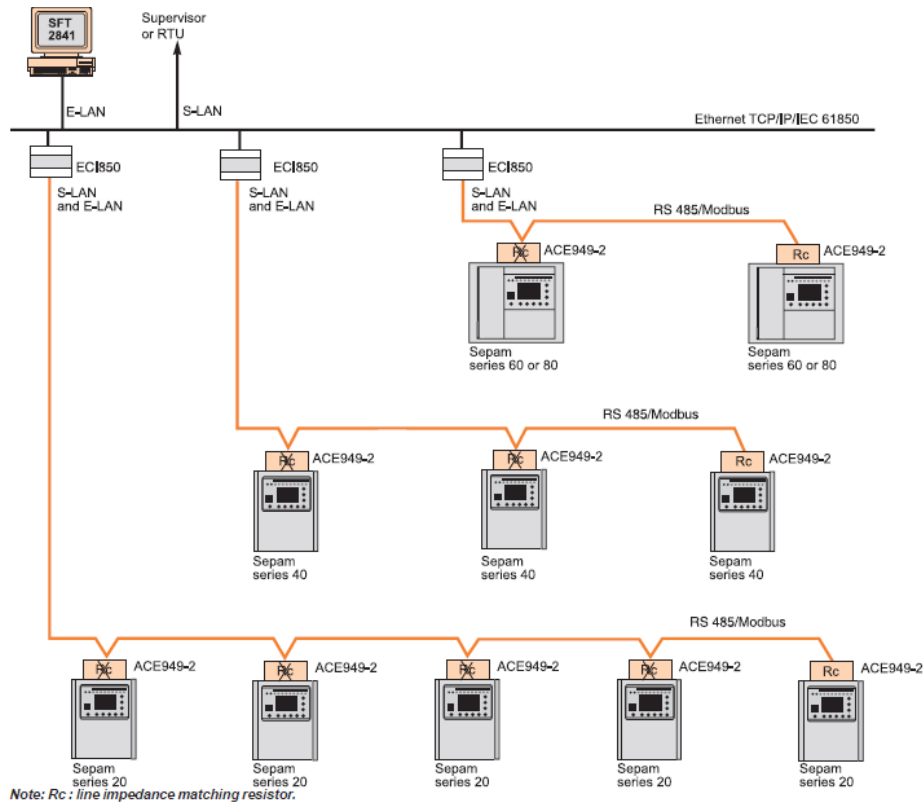 SFT
2841
Supervisor
or RTU
E-LAN
S-LAN
Ethernet TCP/IP/IEC 61850
ECI850
ECI850
ECI850
S-LAN
and E-LAN
S-LAN
and E-LAN
S-LAN
and E-LAN
RS 485/Modbus
Rc
ACE949-2
Rc
ACE949-2
Sepam
series 60 or 80
Sepam
series 60 or 80
RS 485/Modbus
Rc
ACE949-2
Rc
ACE949-2
Rc
ACE949-2
Sepam
series 40
Sepam
series 40
Sepam
series 40
RS 485/Modbus
Rc
ACE949-2
Rc
ACE949-2
Rc
ACE949-2
Rc
ACE949-2
Rc
ACE949-2
Sepam
series 20
Sepam
series 20
Sepam
series 20
Sepam
series 20
Sepam
series 20
Note: Rc : line impedance matching resistor.